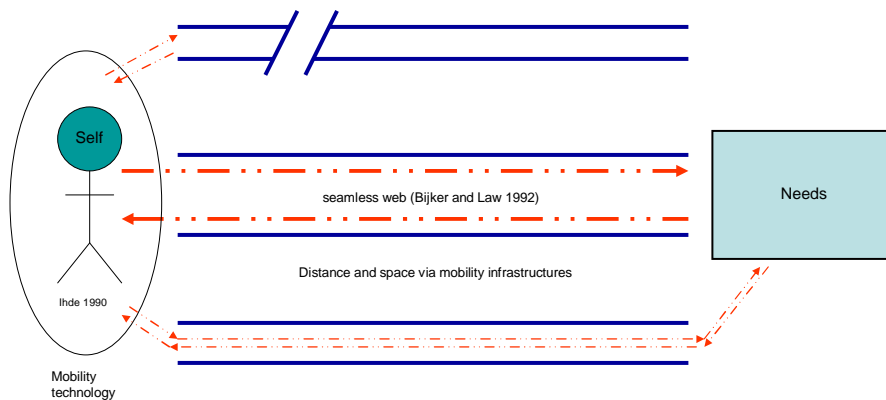 Self
seamless web (Bijker and Law 1992)
Needs
Distance and space via mobility infrastructures
Ihde 1990
Mobility
technology